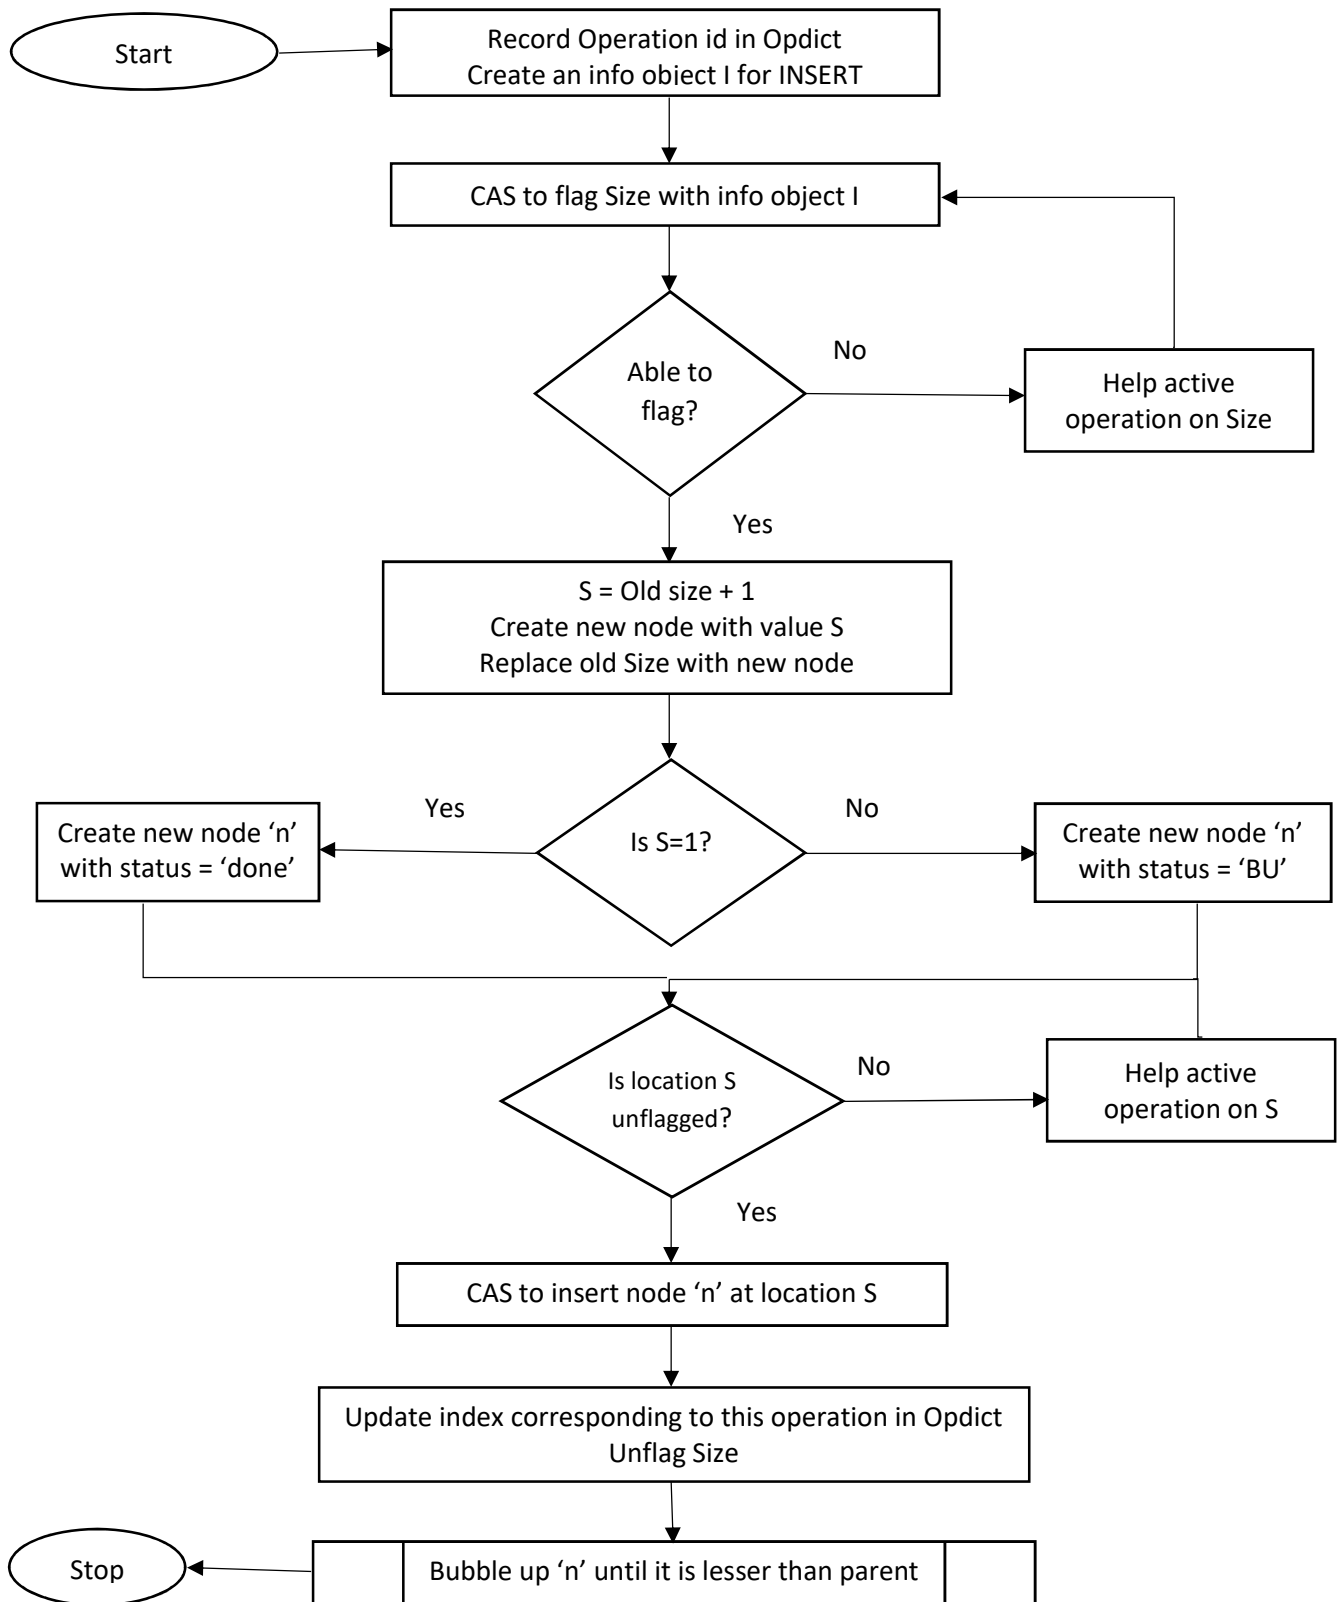 Start
Record Operation id in Opdict
Create an info object I for INSERT
CAS to flag Size with info object I
Able to
flag?
No
Help active
operation on Size
Yes
S = Old size + 1
Create new node with value S
Replace old Size with new node
Yes
Is S=1?
No
Create new node ‘n’
with status = ‘done’
Create new node ‘n’
with status = ‘BU’
Is location S
unflagged?
No
Help active
operation on S
Yes
CAS to insert node ‘n’ at location S
Update index corresponding to this operation in Opdict
Unflag Size
Bubble up ‘n’ until it is lesser than parent
Stop